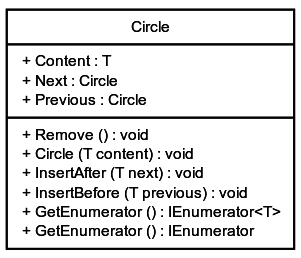 Circle
+ Content : T
+ Next : Circle
+ Previous : Circle
+ Remove () : void
+ Circle (T content) : void
+ InsertAfter (T next) : void
+ InsertBefore (T previous) : void
+ GetEnumerator () : IEnumerator<T>
+ GetEnumerator () : IEnumerator